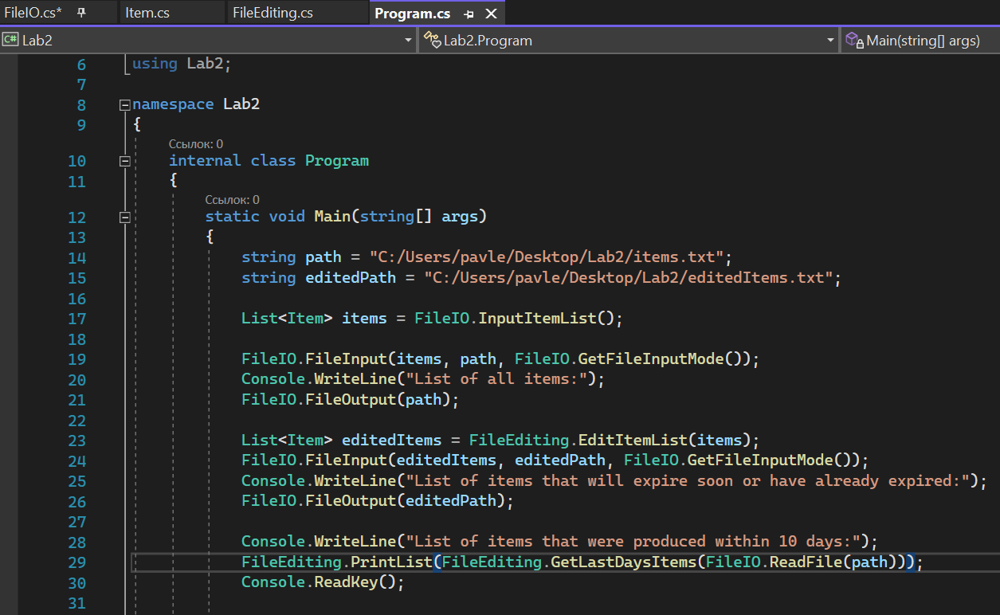 FileIO.cs* Item.cs FileEditing.cs Program.cs
C# Lab2 Lab2.Program Main(string[] args)
6 using Lab2;
7
8 namespace Lab2
9 {
Ссылок: 0
10 internal class Program
11 {
Ссылок: 0
12 static void Main(string[] args)
13 {
14 string path = "C:/Users/pavle/Desktop/Lab2/items.txt";
15 string editedPath = "C:/Users/pavle/Desktop/Lab2/editedItems.txt";
16
17 List<Item> items = FileIO.InputItemList();
18
19 FileIO.FileInput(items, path, FileIO.GetFileInputMode());
20 Console.WriteLine("List of all items:");
21 FileIO.FileOutput(path);
22
23 List<Item> editedItems = FileEditing.EditItemList(items);
24 FileIO.FileInput(editedItems, editedPath, FileIO.GetFileInputMode());
25 Console.WriteLine("List of items that will expire soon or have already expired:");
26 FileIO.FileOutput(editedPath);
27
28 Console.WriteLine("List of items that were produced within 10 days:");
29 FileEditing.PrintList(FileEditing.GetLastDaysItems(FileIO.ReadFile(path)));
30 Console.ReadKey();
31